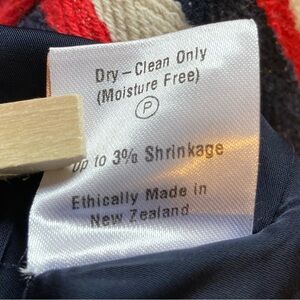 Dry-Clean Only
(Moisture Free)
P
Up to 3% Shrinkage
Ethically Made in
New Zealand